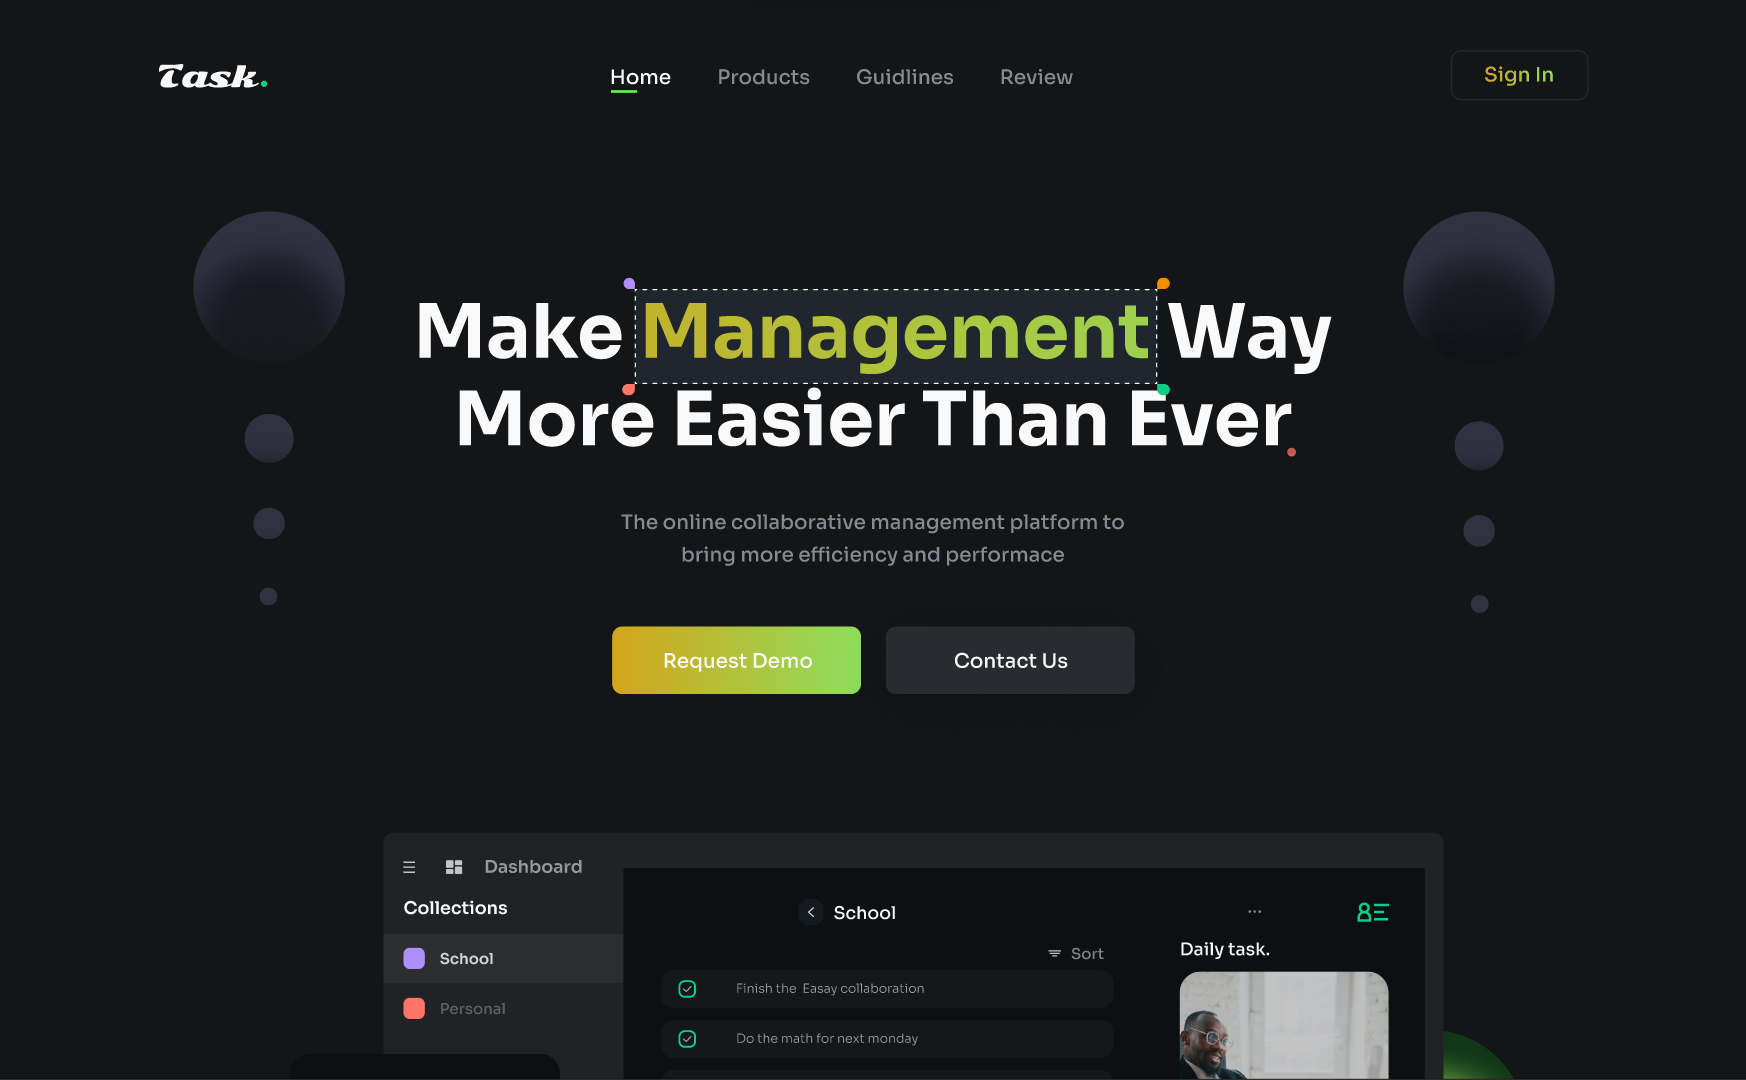 Task.
Home
Products
Guidlines
Review
Sign In
Make Management Way
More Easier Than Ever.
The online collaborative management platform to
bring more efficiency and performace
Request Demo
Contact Us
Dashboard
Collections
School
Personal
School
Sort
Finish the Easay collaboration
Do the math for next monday
Daily task.